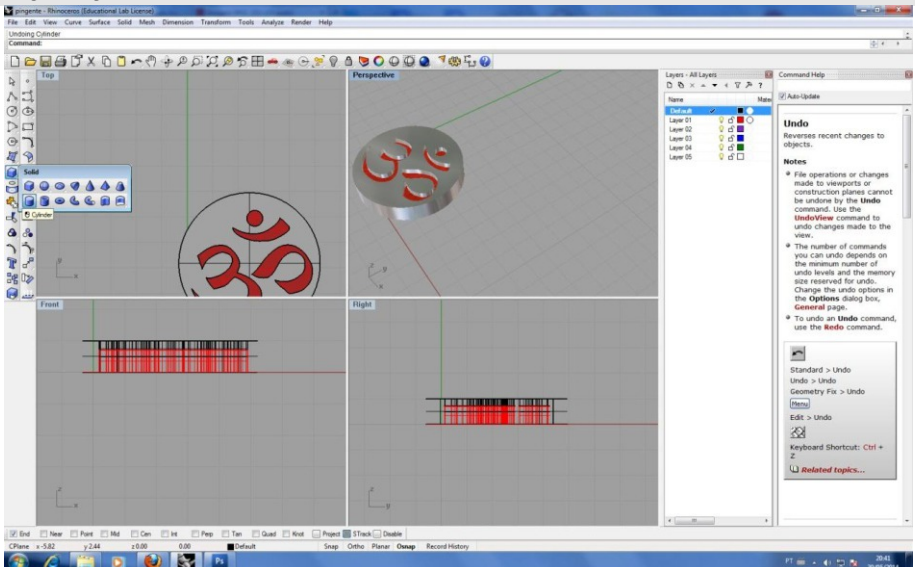 pingente - Rhinoceros (Educational Lab License)
File Edit View Curve Surface Solid Mesh Dimension Transform Tools Analyze Render Help
Undoing Cylinder
Command:
Top
Perspective
Front
Right
Solid
Cylinder
z
y
x
Layers - All Layers
Name
Mater
Default
Layer 01
Layer 02
Layer 03
Layer 04
Layer 05
Command Help
Auto-Update
Undo
Reverses recent changes to
objects.
Notes
File operations or changes
made to viewports or
construction planes cannot
be undone by the Undo
command. Use the
UndoView command to
undo changes made to the
view.
The number of commands
you can undo depends on
the minimum number of
undo levels and the memory
size reserved for undo.
Change the undo options in
the Options dialog box,
General page.
To undo an Undo command,
use the Redo command.
Standard > Undo
Undo > Undo
Geometry Fix > Undo
Menu
Edit > Undo
Keyboard Shortcut: Ctrl +
Z
Related topics...
End Near Point Mid Cen Int Perp Tan Quad Knot Project STrack Disable
CPlane x -5.82 y 2.44 z 0.00 0.00 Default Snap Ortho Planar Osnap Record History
Ps
PT
20:41